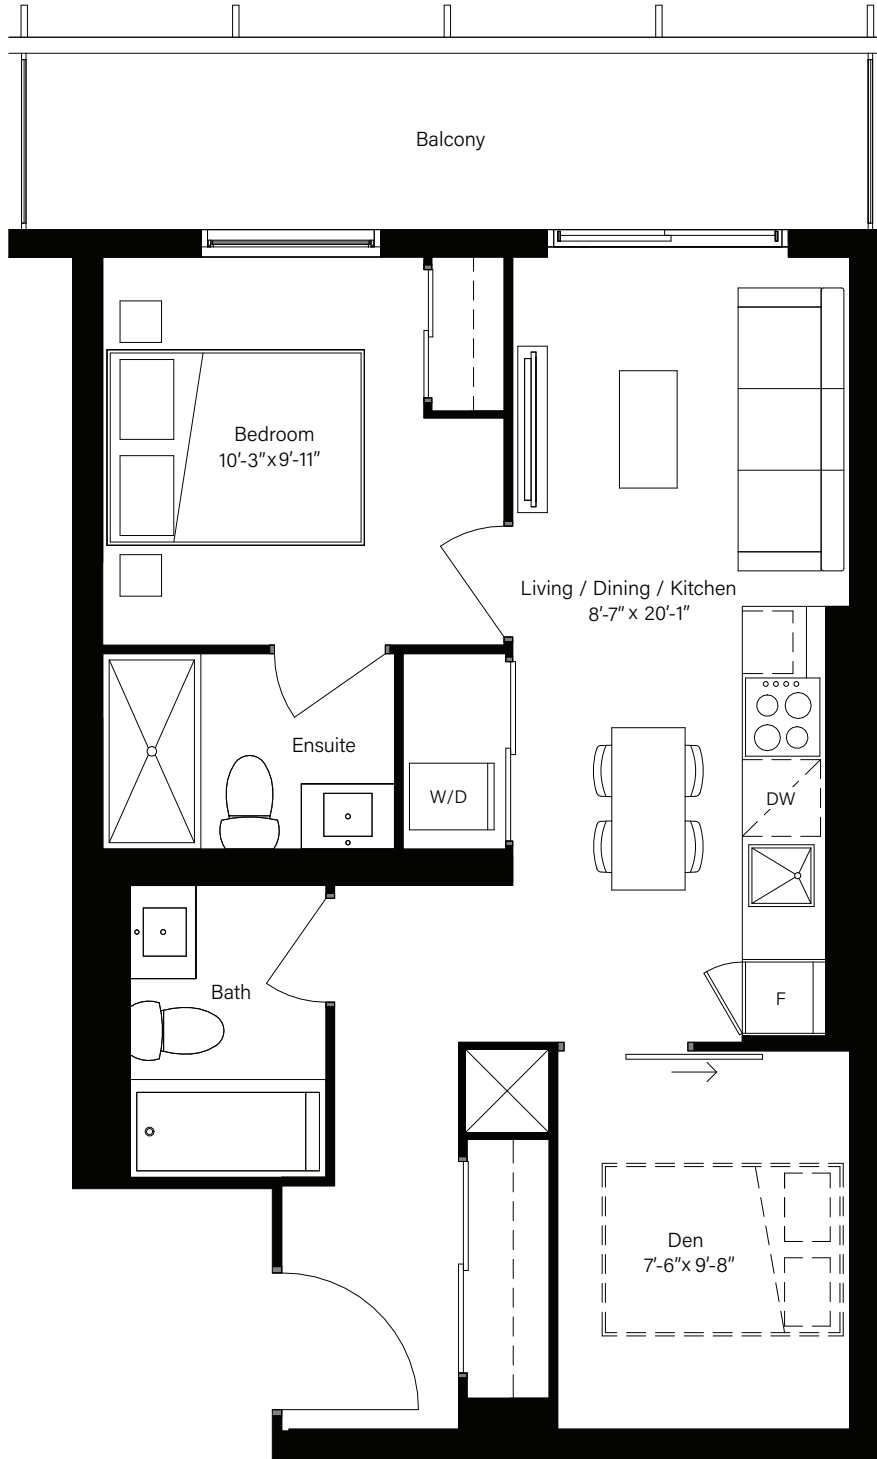 Balcony
Bedroom
10'-3" x 9'-11"
Living / Dining / Kitchen
8'-7" x 20'-1"
Ensuite
W/D
DW
Bath
F
Den
7'-6" x 9'-8"